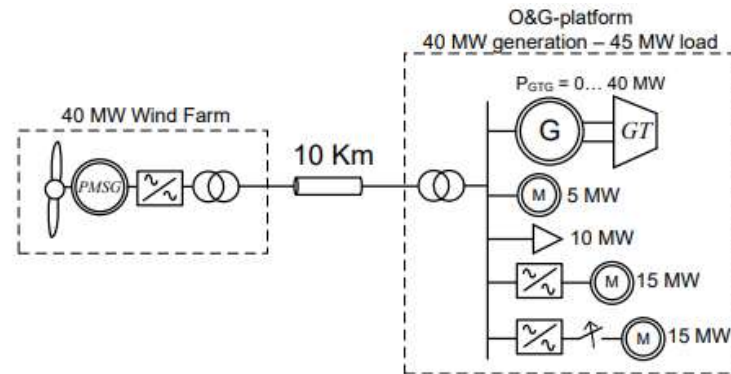 O&G-platform
40 MW generation – 45 MW load
P_GTG = 0... 40 MW
40 MW Wind Farm
G
GT
10 Km
PMSG
M
5 MW
10 MW
M
15 MW
M
15 MW